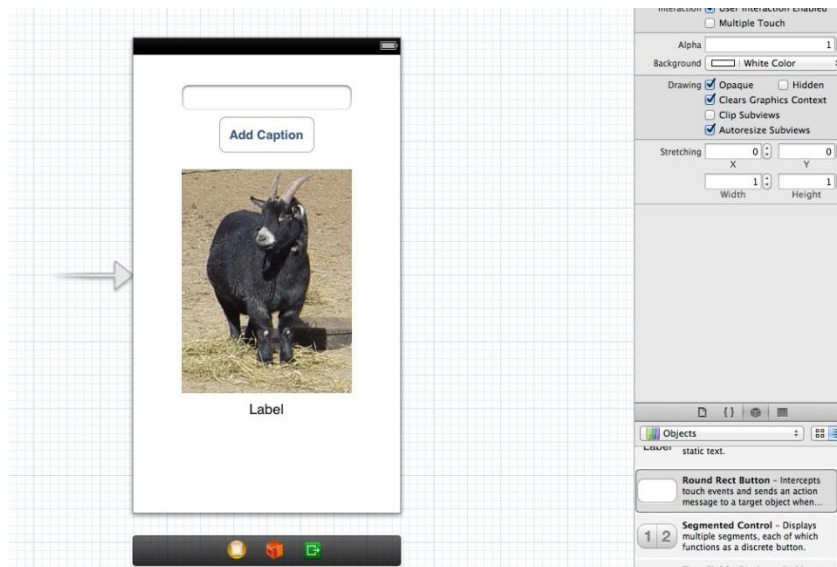 Interaction User Interaction Enabled
Multiple Touch
Alpha 1
Background White Color
Drawing Opaque Hidden
Clears Graphics Context
Clip Subviews
Autoresize Subviews
Stretching 0 0
X Y
1 1
Width Height
Add Caption
Label
{}
Objects
Label static text.
Round Rect Button – Intercepts
touch events and sends an action
message to a target object when...
1 2
Segmented Control – Displays
multiple segments, each of which
functions as a discrete button.